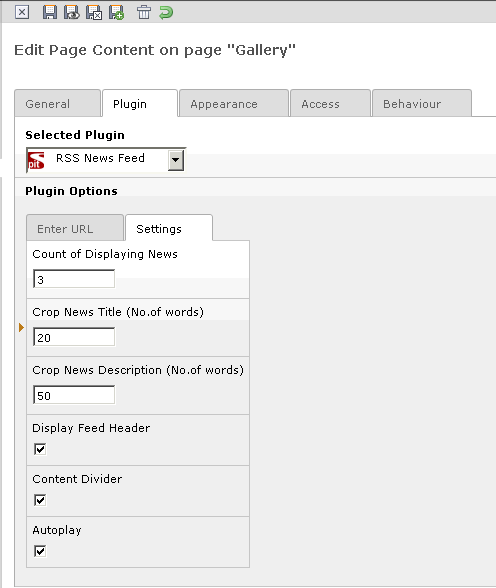 Edit Page Content on page "Gallery"
General Plugin Appearance Access Behaviour
Selected Plugin
S pit RSS News Feed
Plugin Options
Enter URL Settings
Count of Displaying News
3
Crop News Title (No.of words)
20
Crop News Description (No.of words)
50
Display Feed Header
Content Divider
Autoplay